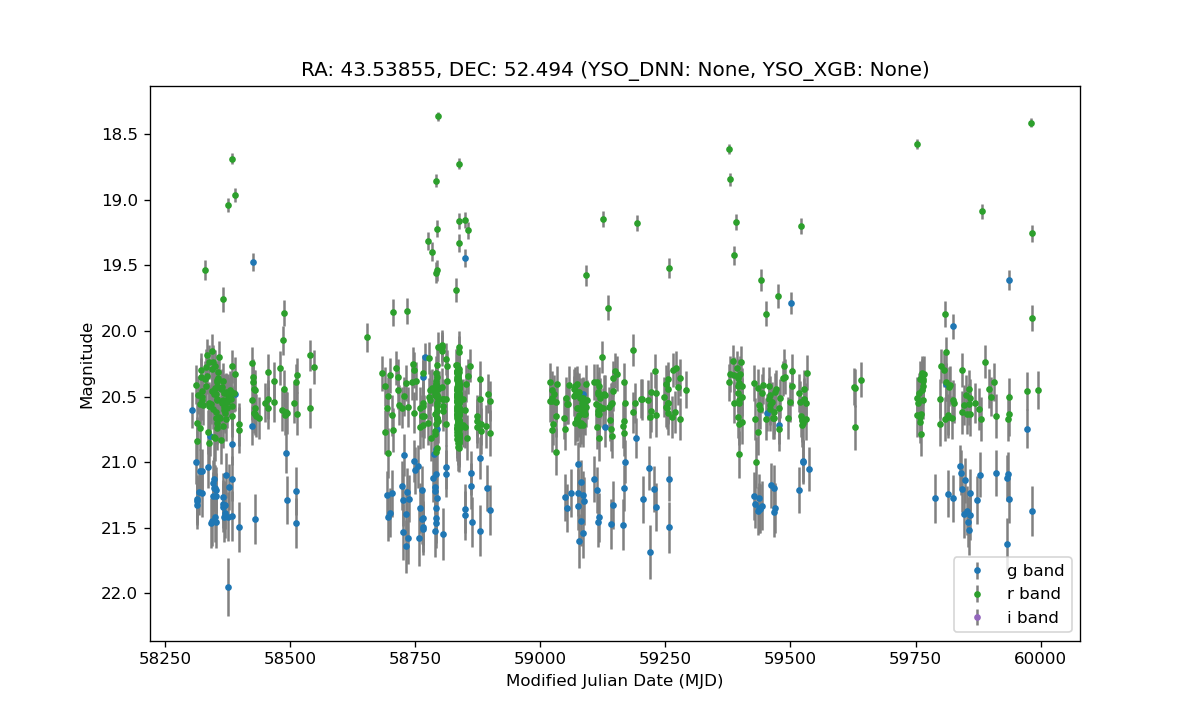 RA: 43.53855, DEC: 52.494 (YSO_DNN: None, YSO_XGB: None)
18.5
19.0
19.5
20.0
20.5
21.0
21.5
22.0
Magnitude
g band
r band
i band
58250 58500 58750 59000 59250 59500 59750 60000
Modified Julian Date (MJD)